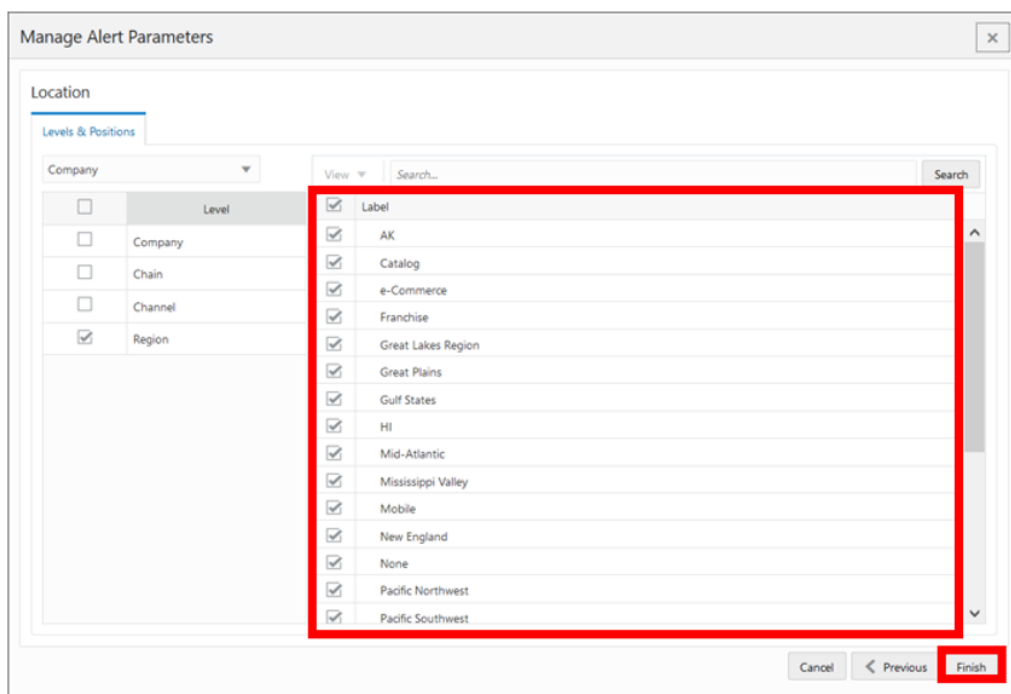 Manage Alert Parameters
Location
Levels & Positions
Company
View
Search...
Search
Level
Company
Chain
Channel
Region
Label
AK
Catalog
e-Commerce
Franchise
Great Lakes Region
Great Plains
Gulf States
HI
Mid-Atlantic
Mississippi Valley
Mobile
New England
None
Pacific Northwest
Pacific Southwest
Cancel
Previous
Finish